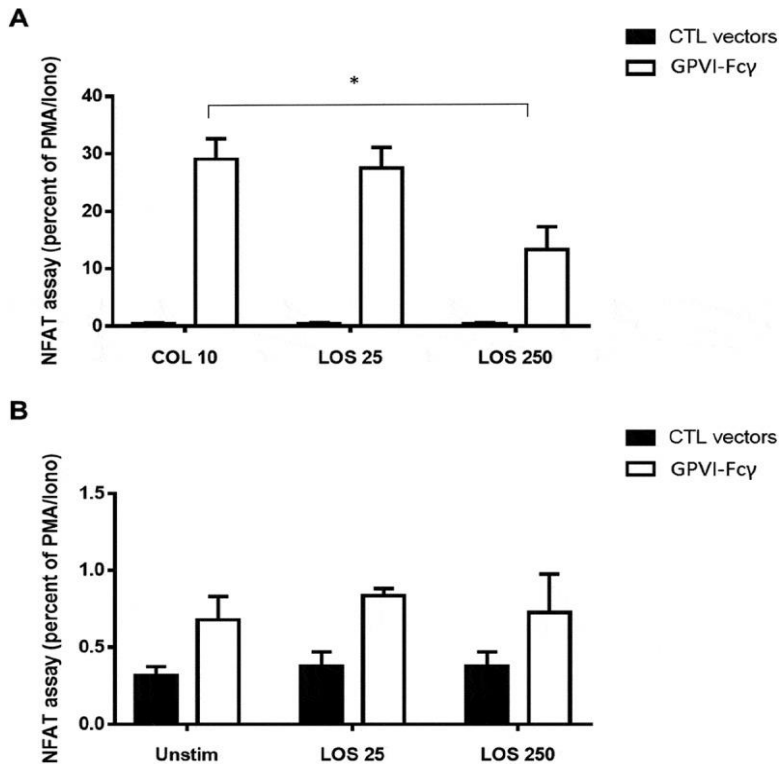 A
CTL vectors
GPVI-Fcγ
*
NFAT assay (percent of PMA/Iono)
40
30
20
10
0
COL 10 LOS 25 LOS 250
B
CTL vectors
GPVI-Fcγ
NFAT assay (percent of PMA/Iono)
1.5
1.0
0.5
0.0
Unstim LOS 25 LOS 250